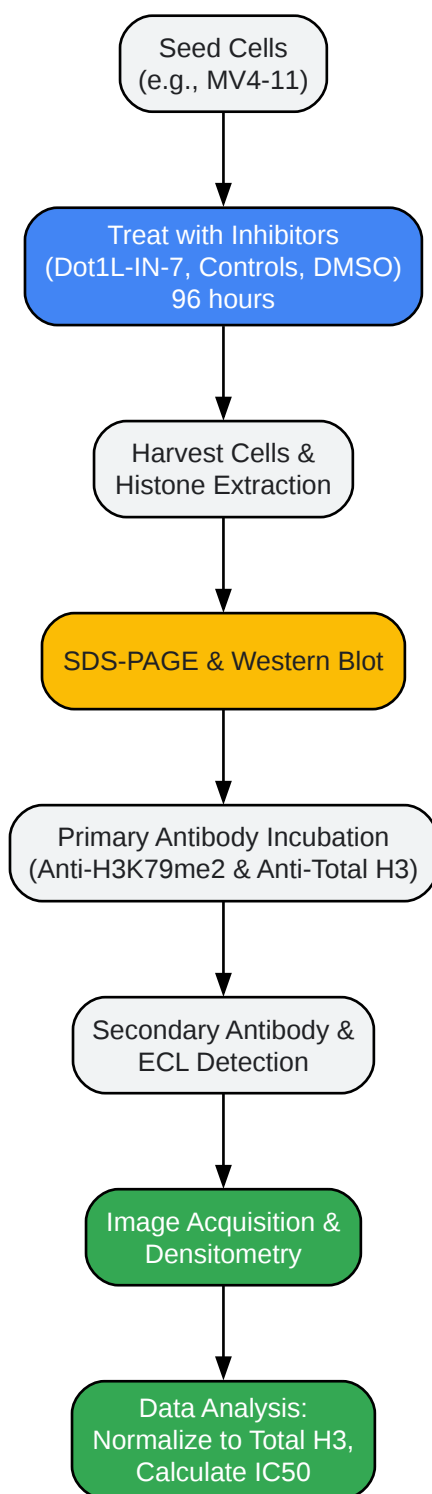 Seed Cells
(e.g., MV4-11)
Treat with Inhibitors
(Dot1L-IN-7, Controls, DMSO)
96 hours
Harvest Cells &
Histone Extraction
SDS-PAGE & Western Blot
Primary Antibody Incubation
(Anti-H3K79me2 & Anti-Total H3)
Secondary Antibody &
ECL Detection
Image Acquisition &
Densitometry
Data Analysis:
Normalize to Total H3,
Calculate IC50